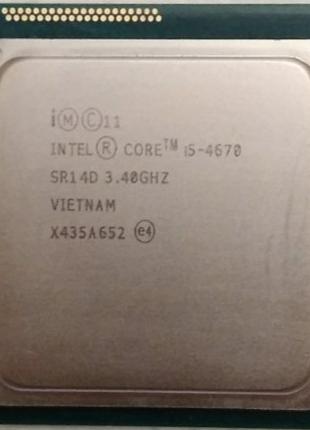 i Ⓜ Ⓒ 11
INTEL® CORE™ i5-4670
SR14D 3.40GHZ
VIETNAM
X435A652 e4